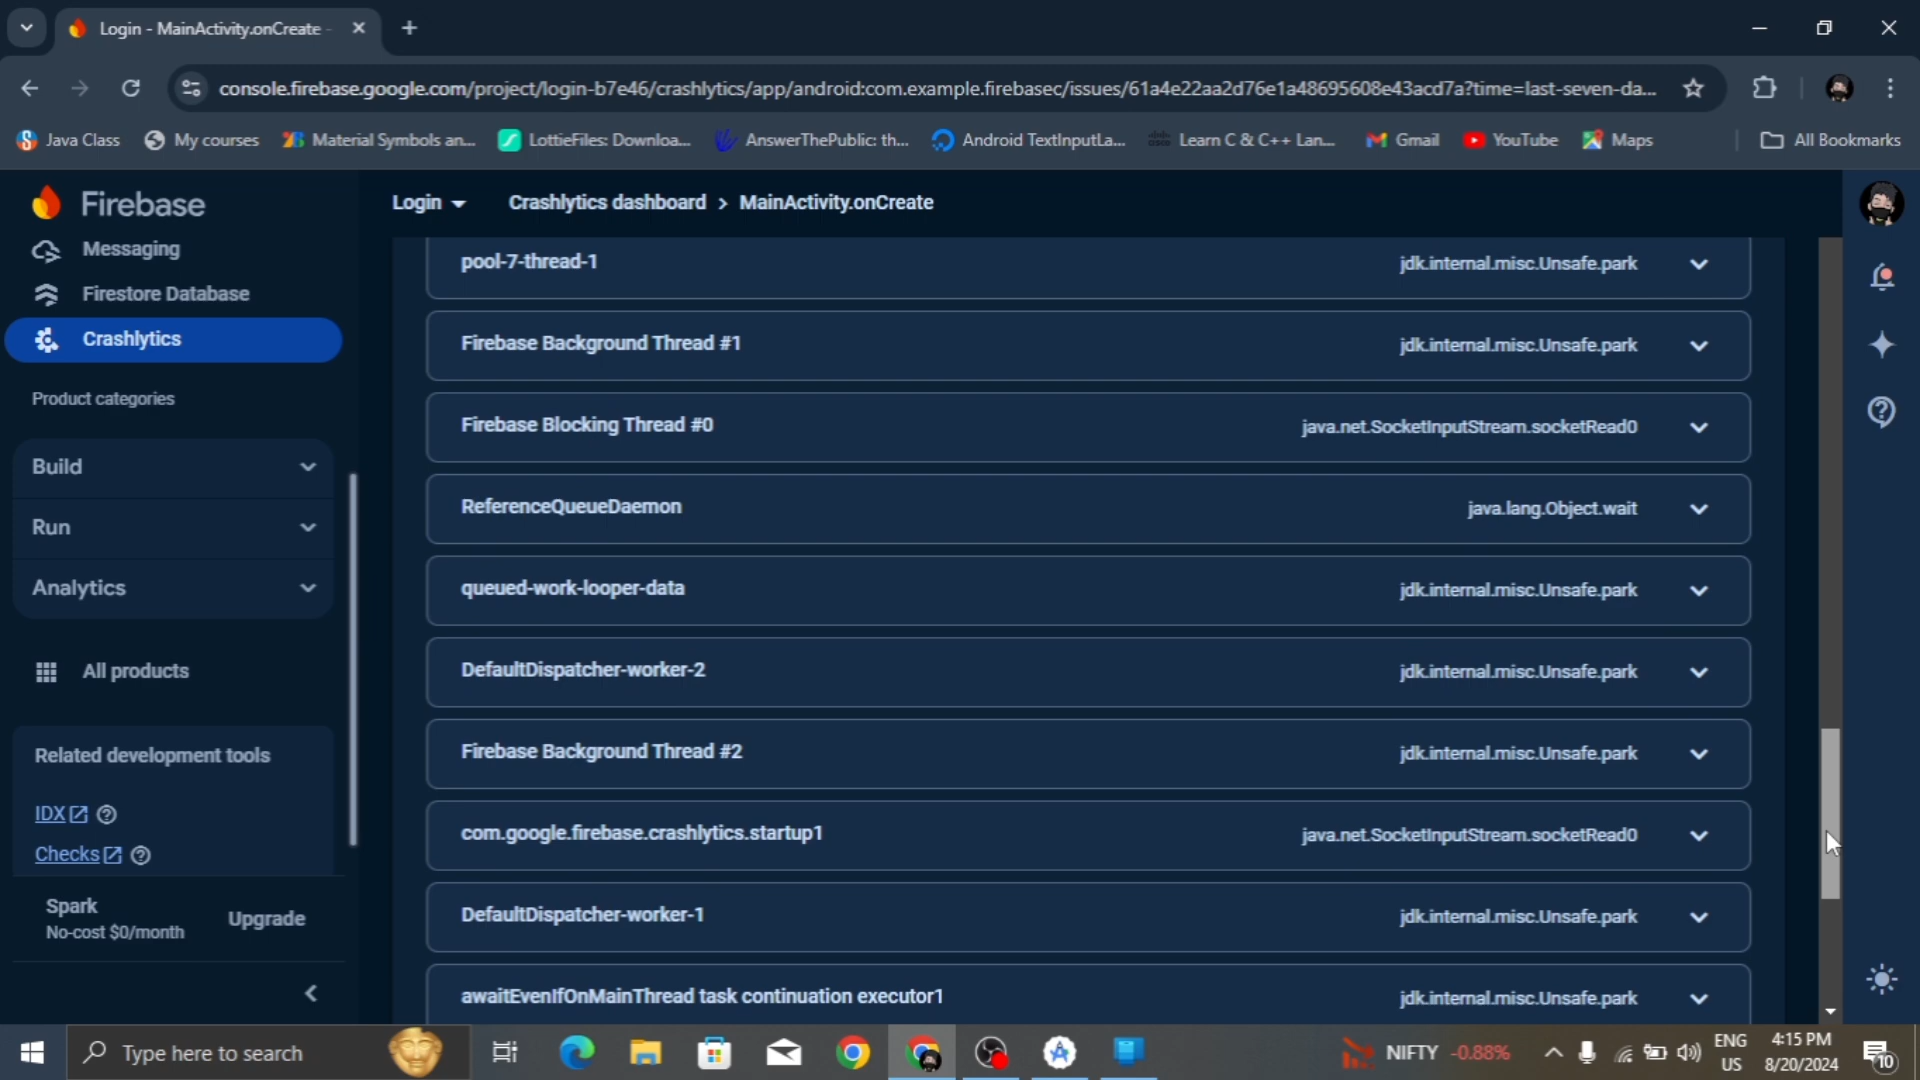 Login - MainActivity.onCreate -
console.firebase.google.com/project/login-b7e46/crashlytics/app/android:com.example.firebasec/issues/61a4e22aa2d76e1a48695608e43acd7a?time=last-seven-da...
Java Class
My courses
Material Symbols an...
LottieFiles: Downloa...
AnswerThePublic: th...
Android TextInputLa...
Learn C & C++ Lan...
Gmail
YouTube
Maps
All Bookmarks
Firebase
Messaging
Firestore Database
Crashlytics
Product categories
Build
Run
Analytics
All products
Related development tools
IDX
Checks
Spark
No-cost $0/month
Upgrade
Login
Crashlytics dashboard > MainActivity.onCreate
pool-7-thread-1 jdk.internal.misc.Unsafe.park
Firebase Background Thread #1 jdk.internal.misc.Unsafe.park
Firebase Blocking Thread #0 java.net.SocketInputStream.socketRead0
ReferenceQueueDaemon java.lang.Object.wait
queued-work-looper-data jdk.internal.misc.Unsafe.park
DefaultDispatcher-worker-2 jdk.internal.misc.Unsafe.park
Firebase Background Thread #2 jdk.internal.misc.Unsafe.park
com.google.firebase.crashlytics.startup1 java.net.SocketInputStream.socketRead0
DefaultDispatcher-worker-1 jdk.internal.misc.Unsafe.park
awaitEvenIfOnMainThread task continuation executor1 jdk.internal.misc.Unsafe.park
Type here to search
NIFTY -0.88%
ENG
US
4:15 PM
8/20/2024
10